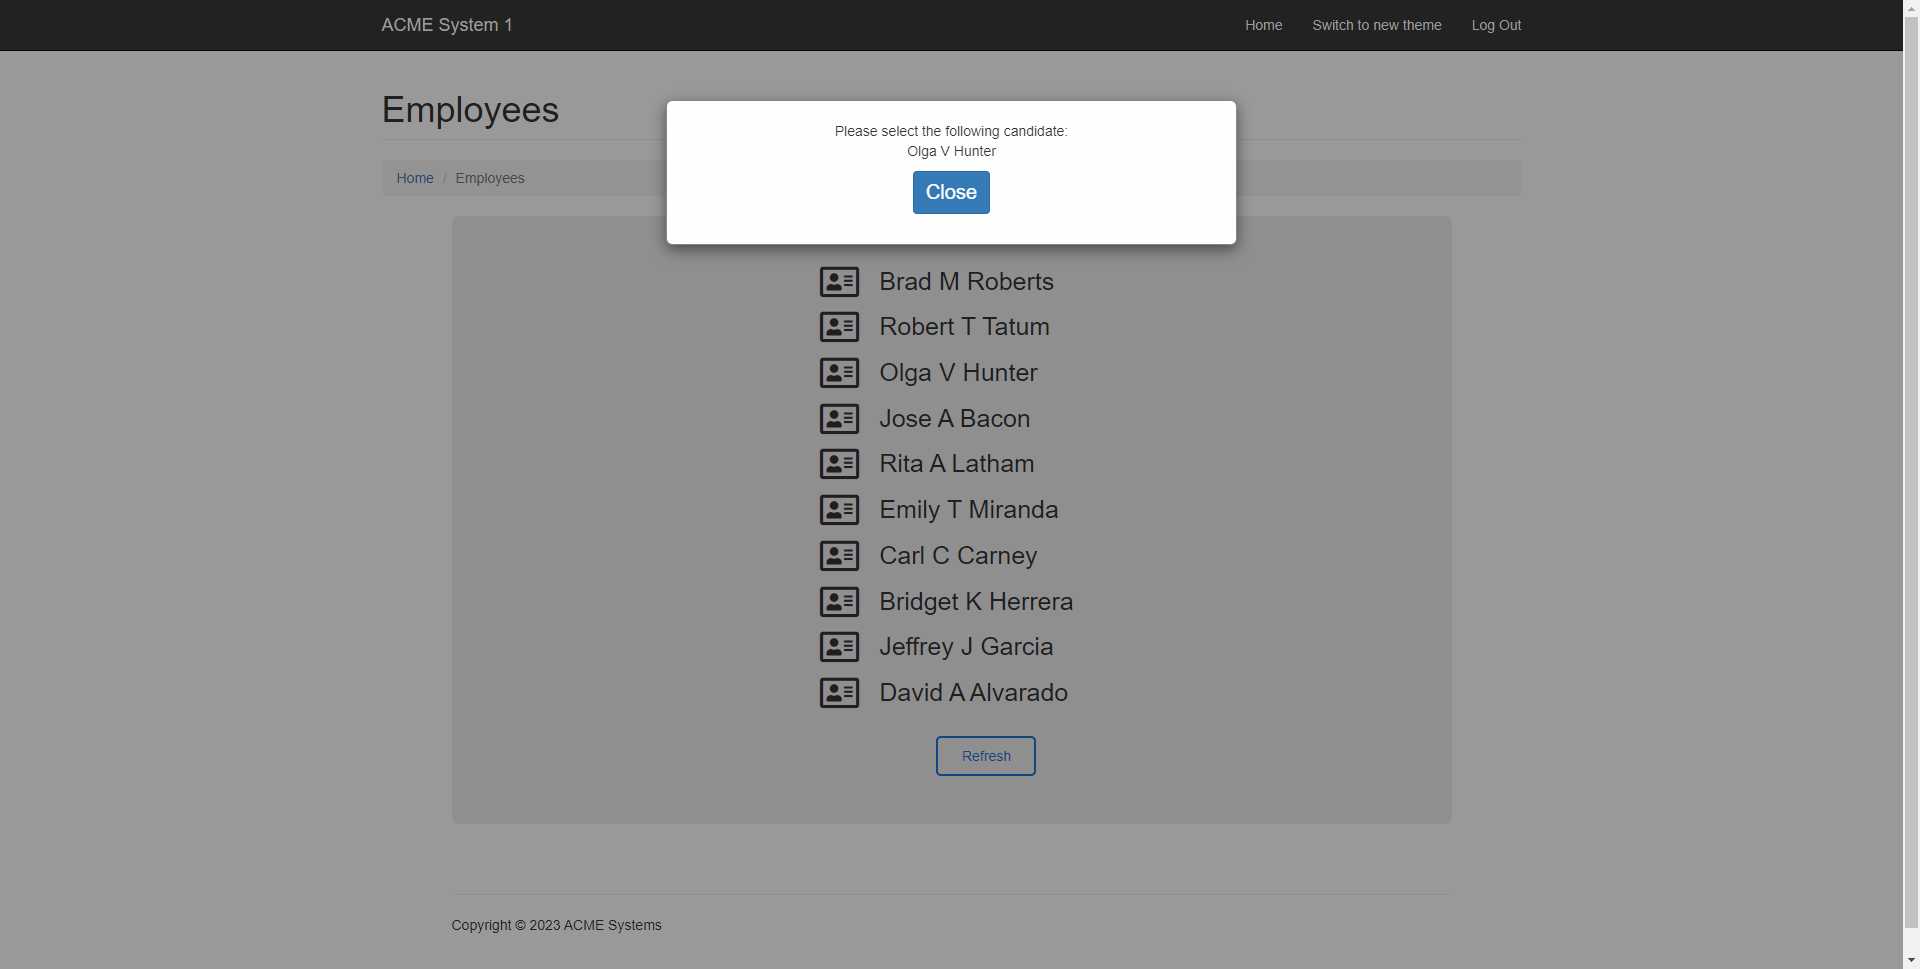 ACME System 1
Home Switch to new theme Log Out
Employees
Please select the following candidate:
Olga V Hunter
Home / Employees
Close
Brad M Roberts
Robert T Tatum
Olga V Hunter
Jose A Bacon
Rita A Latham
Emily T Miranda
Carl C Carney
Bridget K Herrera
Jeffrey J Garcia
David A Alvarado
Refresh
Copyright © 2023 ACME Systems